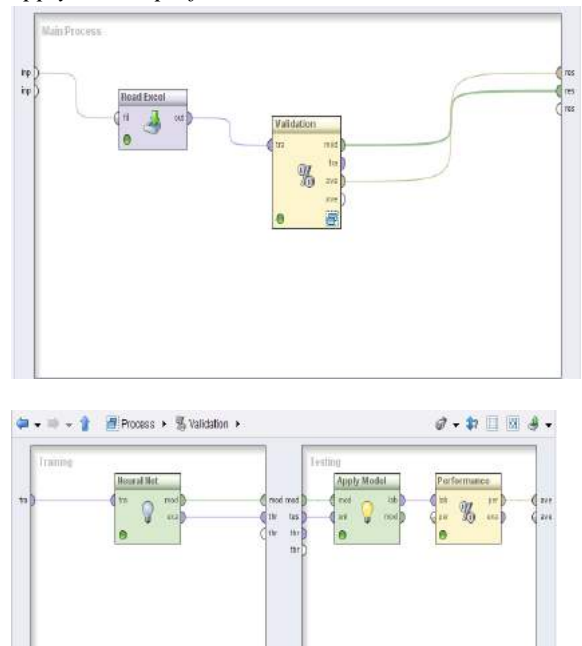 Main Process
inp
inp
Read Excel
fil
out
Validation
tra
mod
tra
ave
ave
res
res
res
Process
Validation
Training
tra
Neural Net
tra
mod
exa
mod
thr
thr
Testing
mod
tes
thr
thr
Apply Model
mod
unl
lab
mod
Performance
lab
per
per
exa
ave
ave